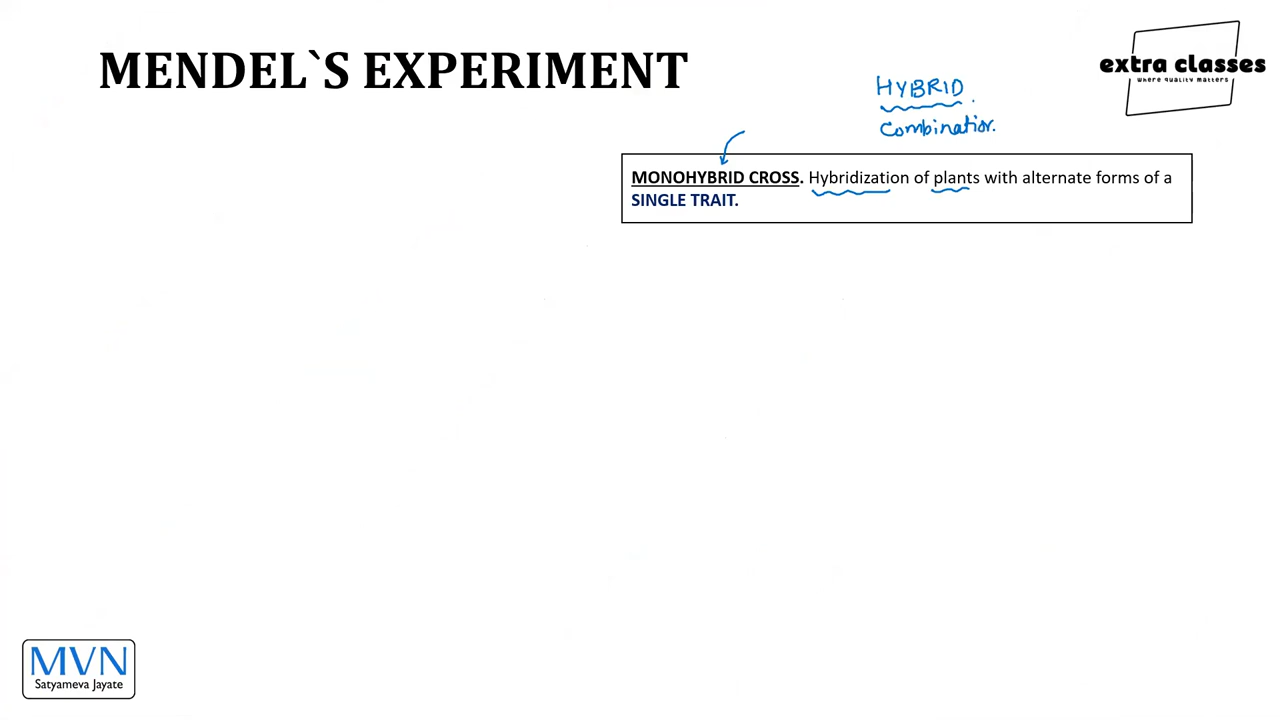 MENDEL`S EXPERIMENT
extra classes
where quality matters
HYBRID
Combination.
MONOHYBRID CROSS. Hybridization of plants with alternate forms of a
SINGLE TRAIT.
MVN
Satyameva Jayate